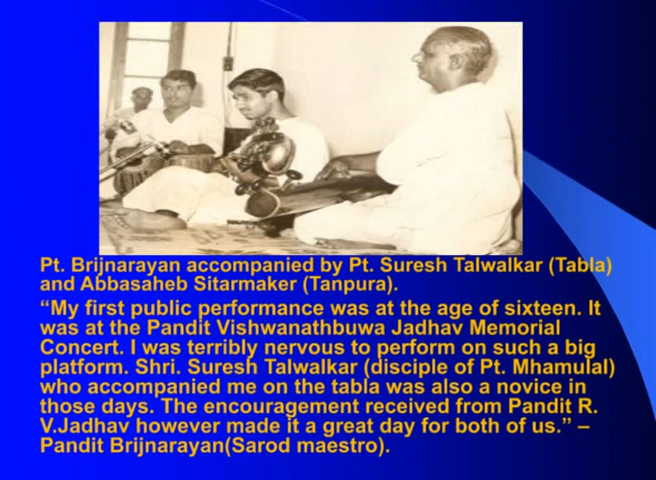 Pt. Brijnarayan accompanied by Pt. Suresh Talwalkar (Tabla)
and Abbasaheb Sitarmaker (Tanpura).
“My first public performance was at the age of sixteen. It
was at the Pandit Vishwanathbuwa Jadhav Memorial
Concert. I was terribly nervous to perform on such a big
platform. Shri. Suresh Talwalkar (disciple of Pt. Mhamulal)
who accompanied me on the tabla was also a novice in
those days. The encouragement received from Pandit R.
V.Jadhav however made it a great day for both of us.” –
Pandit Brijnarayan(Sarod maestro).